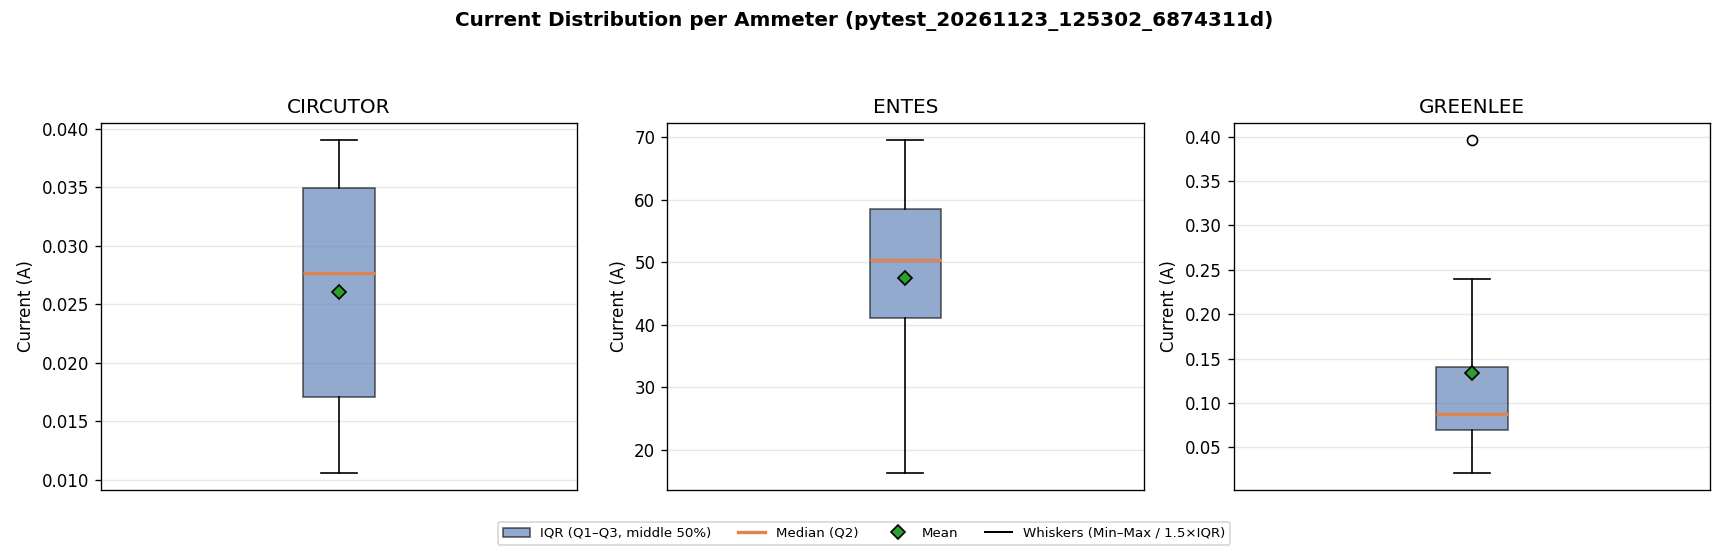 Current Distribution per Ammeter (pytest_20261123_125302_6874311d)
CIRCUTOR
Current (A)
0.040
0.035
0.030
0.025
0.020
0.015
0.010
ENTES
Current (A)
70
60
50
40
30
20
GREENLEE
Current (A)
0.40
0.35
0.30
0.25
0.20
0.15
0.10
0.05
IQR (Q1–Q3, middle 50%) Median (Q2) Mean Whiskers (Min–Max / 1.5×IQR)